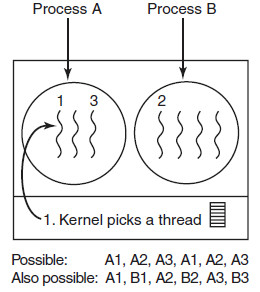 Process A Process B
1 3 2
1. Kernel picks a thread
Possible: A1, A2, A3, A1, A2, A3
Also possible: A1, B1, A2, B2, A3, B3